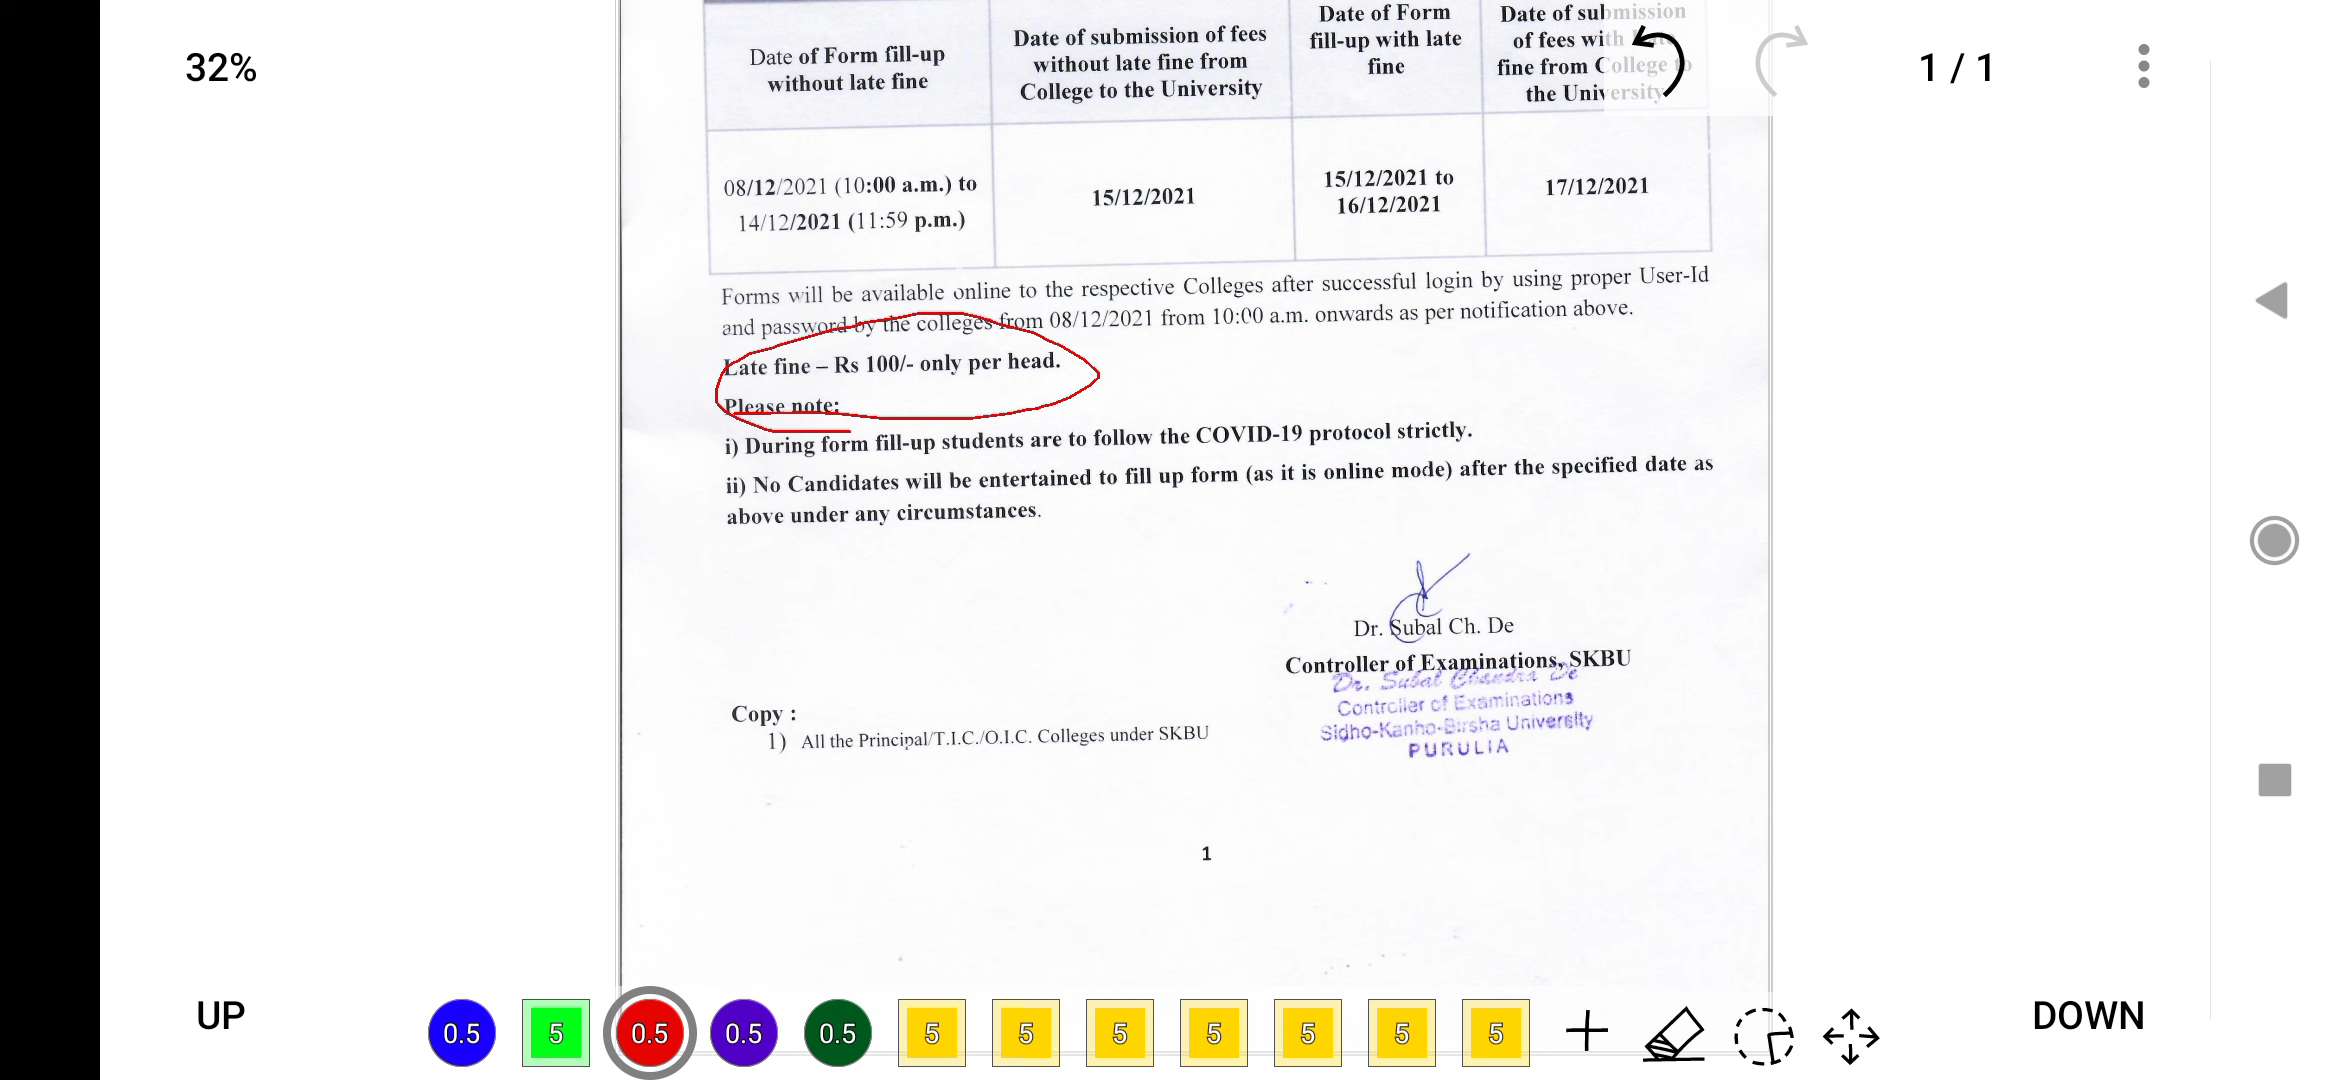 32%
1 / 1
Date of Form fill-up
without late fine
Date of submission of fees
without late fine from
College to the University
Date of Form
fill-up with late
fine
Date of submission
of fees with late
fine from College to
the University
08/12/2021 (10:00 a.m.) to
14/12/2021 (11:59 p.m.)
15/12/2021
15/12/2021 to
16/12/2021
17/12/2021
Forms will be available online to the respective Colleges after successful login by using proper User-Id
and password by the colleges from 08/12/2021 from 10:00 a.m. onwards as per notification above.
Late fine – Rs 100/- only per head.
Please note:
i) During form fill-up students are to follow the COVID-19 protocol strictly.
ii) No Candidates will be entertained to fill up form (as it is online mode) after the specified date as
above under any circumstances.
Dr. Subal Ch. De
Controller of Examinations, SKBU
Dr. Subal Chandra De
Controller of Examinations
Sidho-Kanho-Birsha University
PURULIA
Copy :
1) All the Principal/T.I.C./O.I.C. Colleges under SKBU
1
UP
0.5 5 0.5 0.5 0.5 5 5 5 5 5 5 5
DOWN